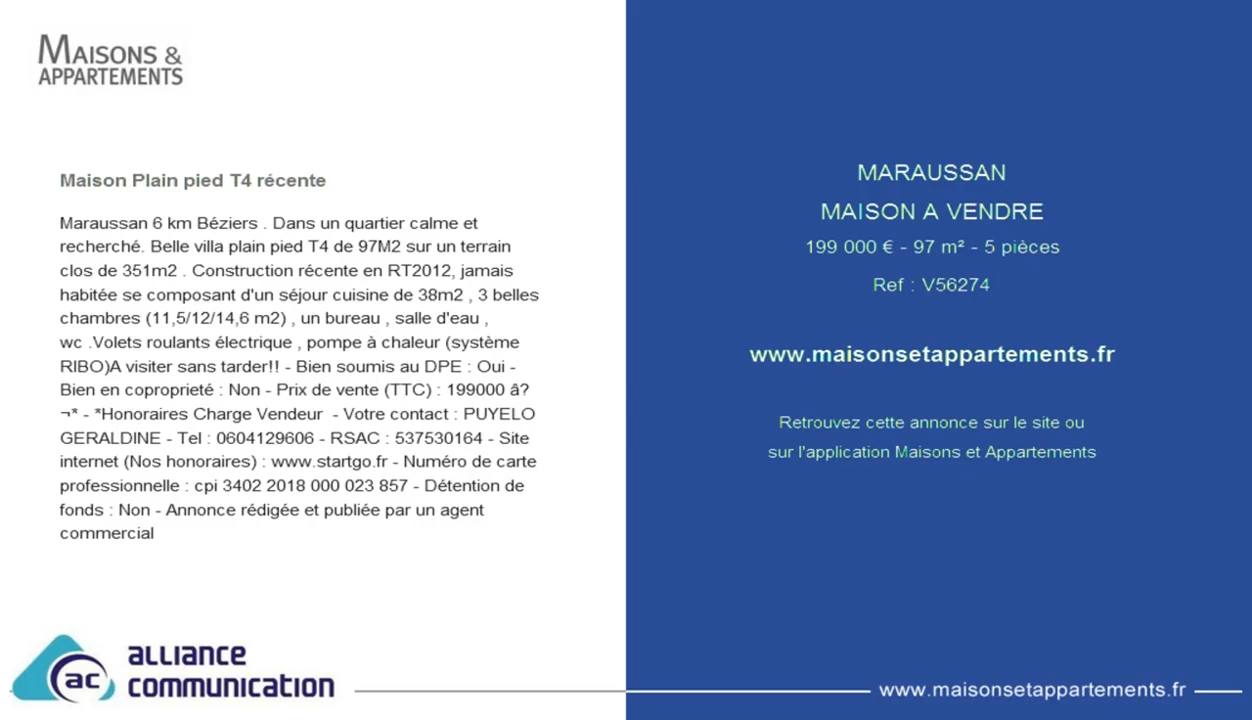 MAISONS &
APPARTEMENTS
Maison Plain pied T4 récente
Maraussan 6 km Béziers . Dans un quartier calme et
recherché. Belle villa plain pied T4 de 97M2 sur un terrain
clos de 351m2 . Construction récente en RT2012, jamais
habitée se composant d'un séjour cuisine de 38m2 , 3 belles
chambres (11,5/12/14,6 m2) , un bureau , salle d'eau ,
wc .Volets roulants électrique , pompe à chaleur (système
RIBO)A visiter sans tarder!! - Bien soumis au DPE : Oui -
Bien en coproprieté : Non - Prix de vente (TTC) : 199000 â?
¬* - *Honoraires Charge Vendeur  - Votre contact : PUYELO
GERALDINE - Tel : 0604129606 - RSAC : 537530164 - Site
internet (Nos honoraires) : www.startgo.fr - Numéro de carte
professionnelle : cpi 3402 2018 000 023 857 - Détention de
fonds : Non - Annonce rédigée et publiée par un agent
commercial
ac
alliance
communication
MARAUSSAN
MAISON A VENDRE
199 000 € - 97 m² - 5 pièces
Ref : V56274
www.maisonsetappartements.fr
Retrouvez cette annonce sur le site ou
sur l'application Maisons et Appartements
www.maisonsetappartements.fr